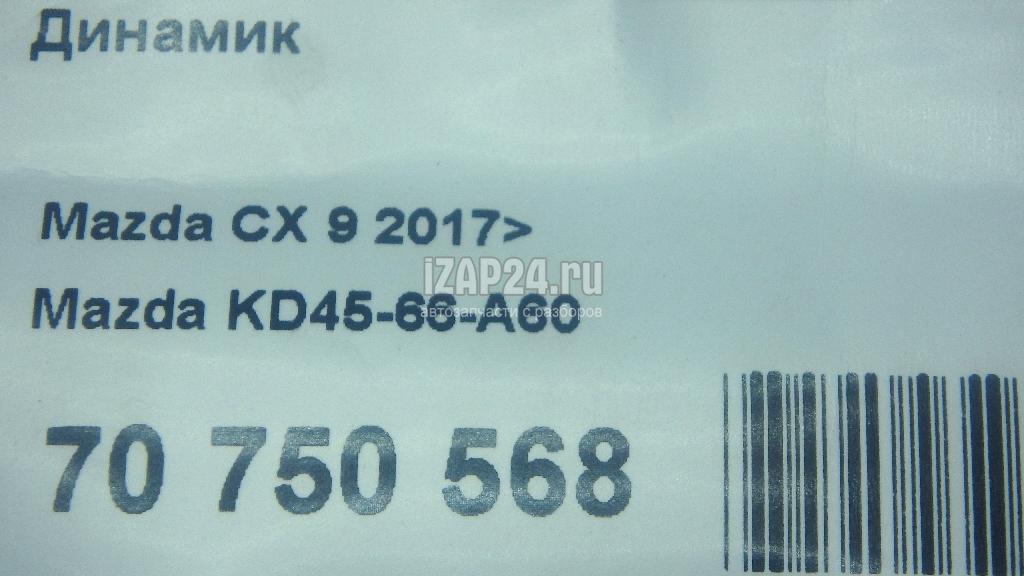 Динамик
Mazda CX 9 2017>
iZAP24.ru
Mazda KD45-66-A60
автозапчасти с разборов
70 750 568